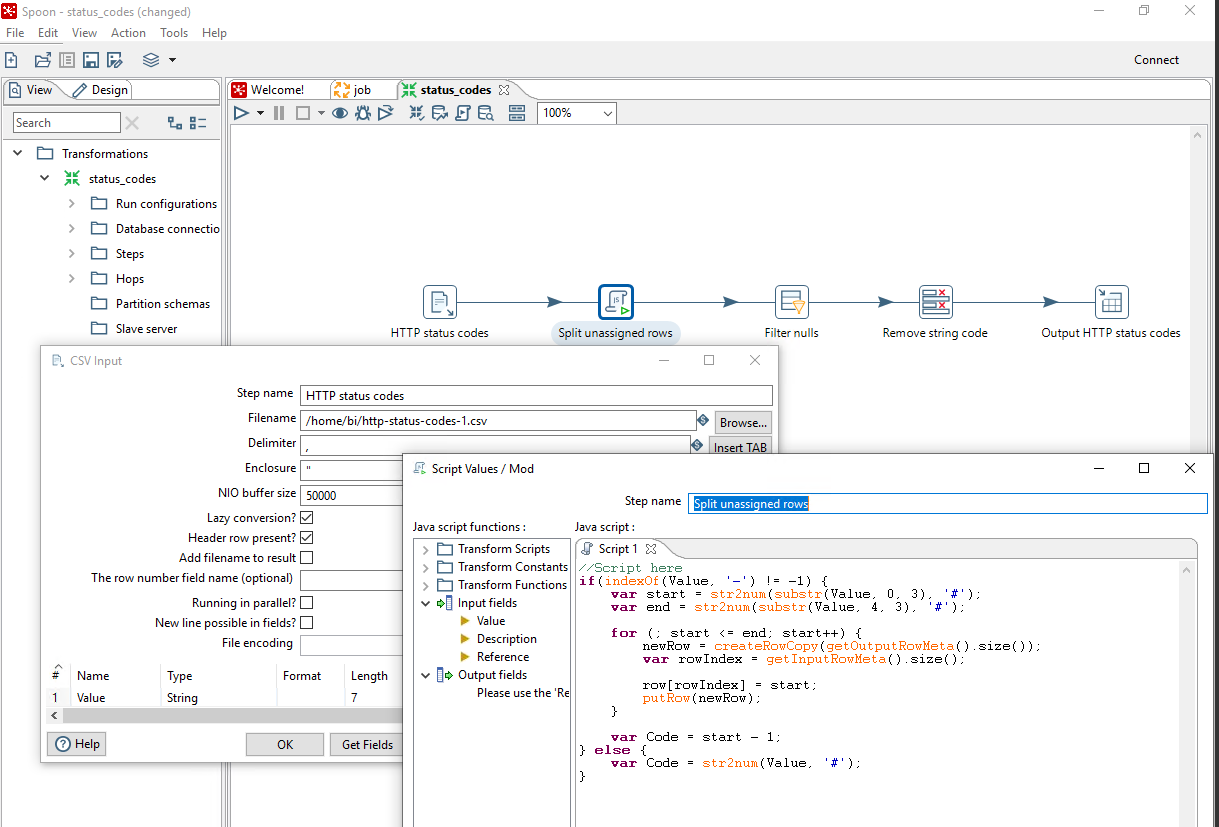 Spoon - status_codes (changed)
File Edit View Action Tools Help
Connect
View Design
Welcome! job status_codes
Search
100%
Transformations
status_codes
Run configurations
Database connectio
Steps
Hops
Partition schemas
Slave server
HTTP status codes
Split unassigned rows
Filter nulls
Remove string code
Output HTTP status codes
CSV Input
Step name HTTP status codes
Filename /home/bi/http-status-codes-1.csv Browse...
Delimiter , Insert TAB
Enclosure "
NIO buffer size 50000
Lazy conversion?
Header row present?
Add filename to result
The row number field name (optional)
Running in parallel?
New line possible in fields?
File encoding
# Name Type Format Length
1 Value String 7
Help OK Get Fields
Script Values / Mod
Step name Split unassigned rows
Java script functions :
Transform Scripts
Transform Constants
Transform Functions
Input fields
Value
Description
Reference
Output fields
Please use the 'Re
Java script :
Script 1
//Script here
if(indexOf(Value, '-') != -1) {
var start = str2num(substr(Value, 0, 3), '#');
var end = str2num(substr(Value, 4, 3), '#');
for (; start <= end; start++) {
newRow = createRowCopy(getOutputRowMeta().size());
var rowIndex = getInputRowMeta().size();
row[rowIndex] = start;
putRow(newRow);
}
var Code = start - 1;
} else {
var Code = str2num(Value, '#');
}